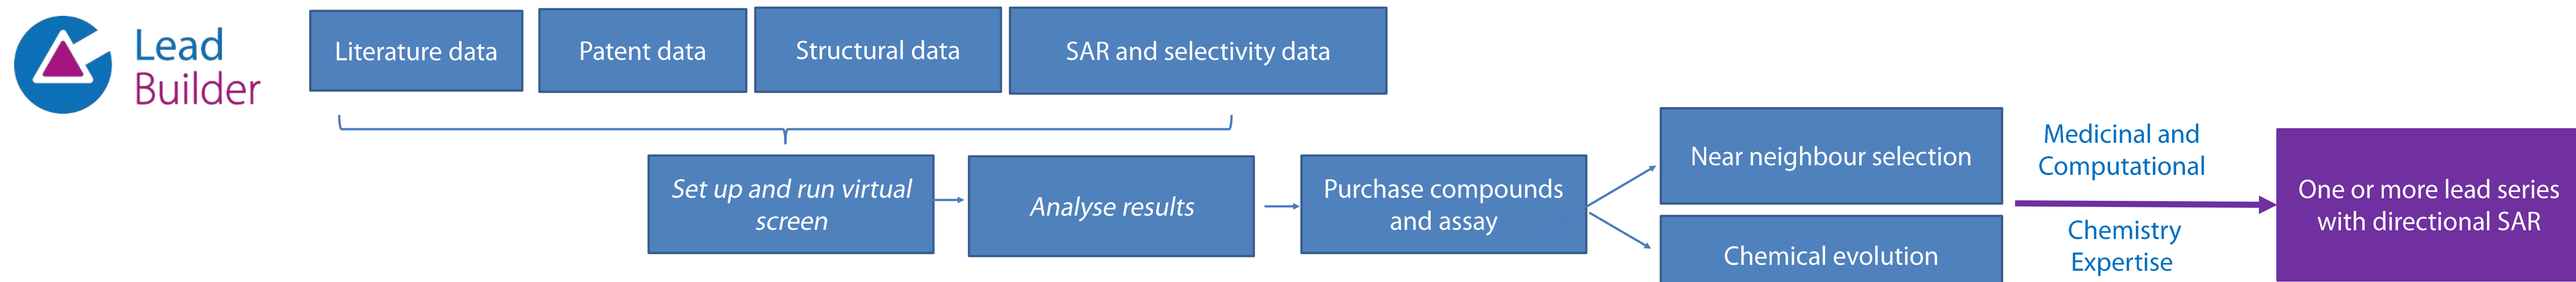 Lead
Builder
Literature data
Patent data
Structural data
SAR and selectivity data
Set up and run virtual
screen
Analyse results
Purchase compounds
and assay
Near neighbour selection
Chemical evolution
Medicinal and
Computational
Chemistry
Expertise
One or more lead series
with directional SAR